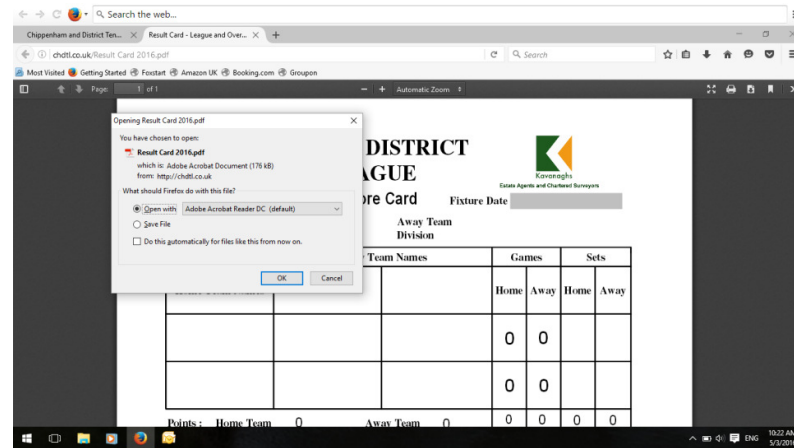 Search the web...
Chippenham and District Ten...
Result Card - League and Over...
chdtl.co.uk/Result Card 2016.pdf
Search
Most Visited Getting Started Foxstart Amazon UK Booking.com Groupon
Page: 1 of 1 Automatic Zoom
Opening Result Card 2016.pdf
You have chosen to open:
Result Card 2016.pdf
which is: Adobe Acrobat Document (176 kB)
from: http://chdtl.co.uk
What should Firefox do with this file?
Open with Adobe Acrobat Reader DC (default)
Save File
Do this automatically for files like this from now on.
OK Cancel
DISTRICT
GUE
Kavanaghs
Estate Agents and Chartered Surveyors
ore Card Fixture Date
Away Team
Division
Team Names Games Sets
Home Away Home Away
0 0
0 0
Points : Home Team 0 Away Team 0 0 0 0 0
ENG
10:22 AM